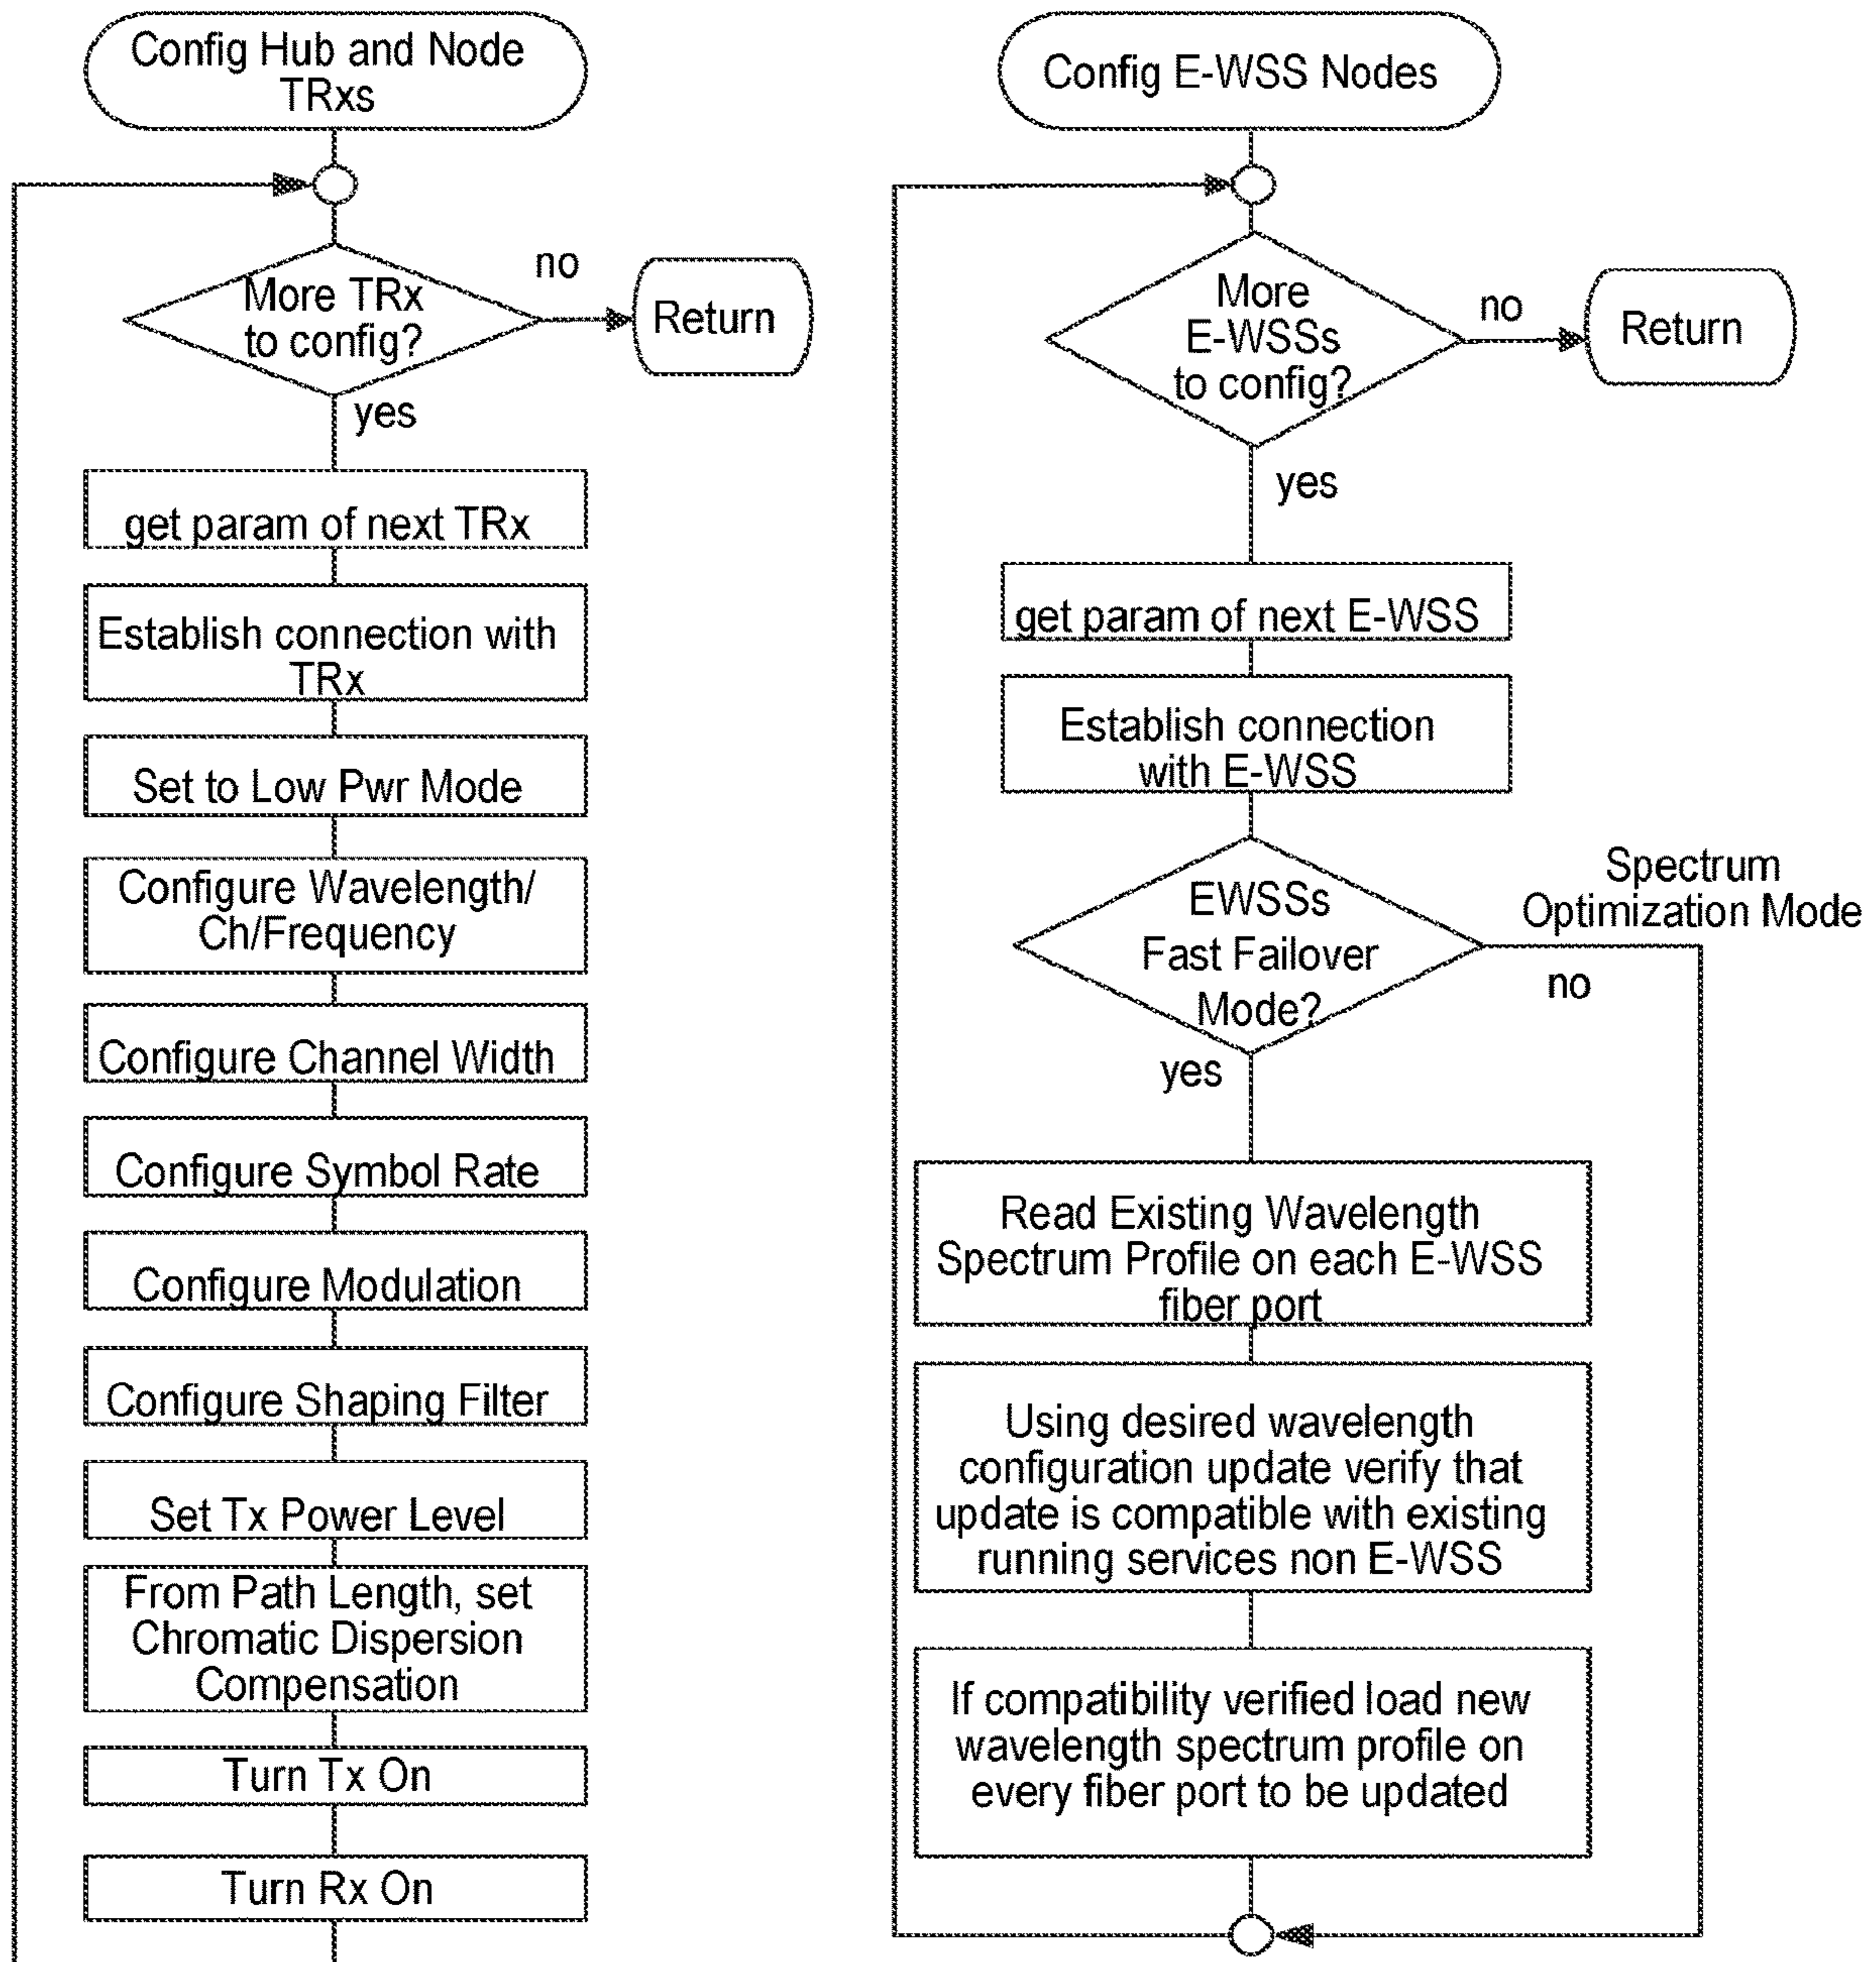 Config Hub and Node
TRxs
More TRx
to config?
no
Return
yes
get param of next TRx
Establish connection with
TRx
Set to Low Pwr Mode
Configure Wavelength/
Ch/Frequency
Configure Channel Width
Configure Symbol Rate
Configure Modulation
Configure Shaping Filter
Set Tx Power Level
From Path Length, set
Chromatic Dispersion
Compensation
Turn Tx On
Turn Rx On
Config E-WSS Nodes
More
E-WSSs
to config?
no
Return
yes
get param of next E-WSS
Establish connection
with E-WSS
EWSSs
Fast Failover
Mode?
Spectrum
Optimization Mode
no
yes
Read Existing Wavelength
Spectrum Profile on each E-WSS
fiber port
Using desired wavelength
configuration update verify that
update is compatible with existing
running services non E-WSS
If compatibility verified load new
wavelength spectrum profile on
every fiber port to be updated